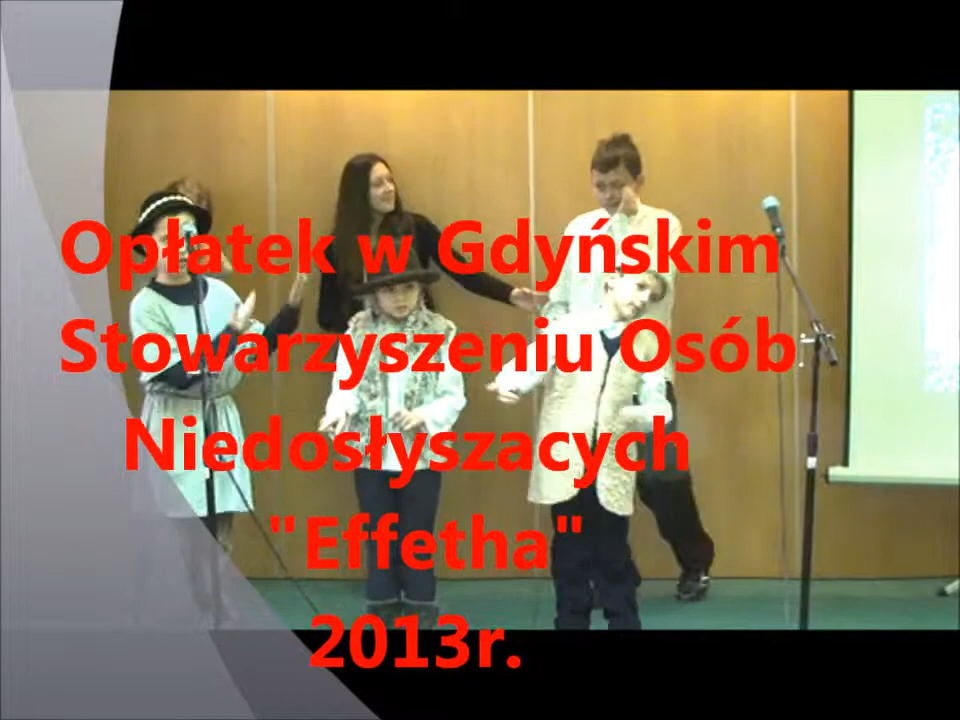 Opłatek w Gdyńskim
Stowarzyszeniu Osób
Niedosłyszacych
"Effetha"
2013r.